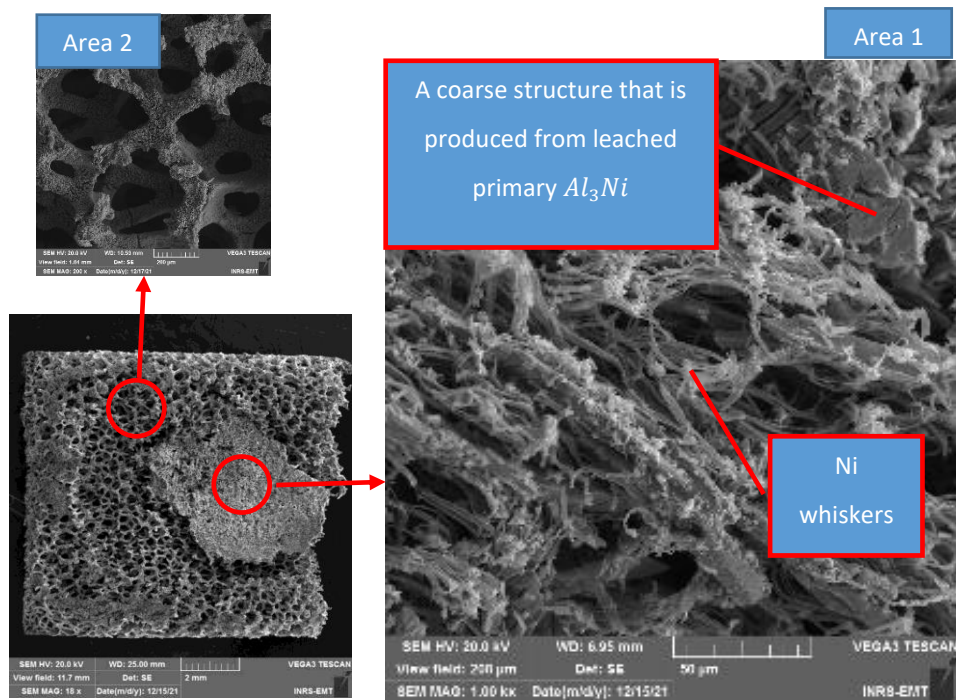 Area 2
Area 1
A coarse structure that is
produced from leached
primary Al₃Ni
Ni
whiskers
SEM HV: 20.0 kV WD: 10.53 mm VEGA3 TESCAN
View field: 1.04 mm Det: SE 200 µm
SEM MAG: 200 x Date(m/d/y): 12/17/21 INRS-EMT
SEM HV: 20.0 kV WD: 25.00 mm VEGA3 TESCAN
View field: 11.7 mm Det: SE 2 mm
SEM MAG: 18 x Date(m/d/y): 12/15/21 INRS-EMT
SEM HV: 20.0 kV WD: 6.95 mm VEGA3 TESCAN
View field: 208 µm Det: SE 50 µm
SEM MAG: 1.00 kx Date(m/d/y): 12/15/21 INRS-EMT